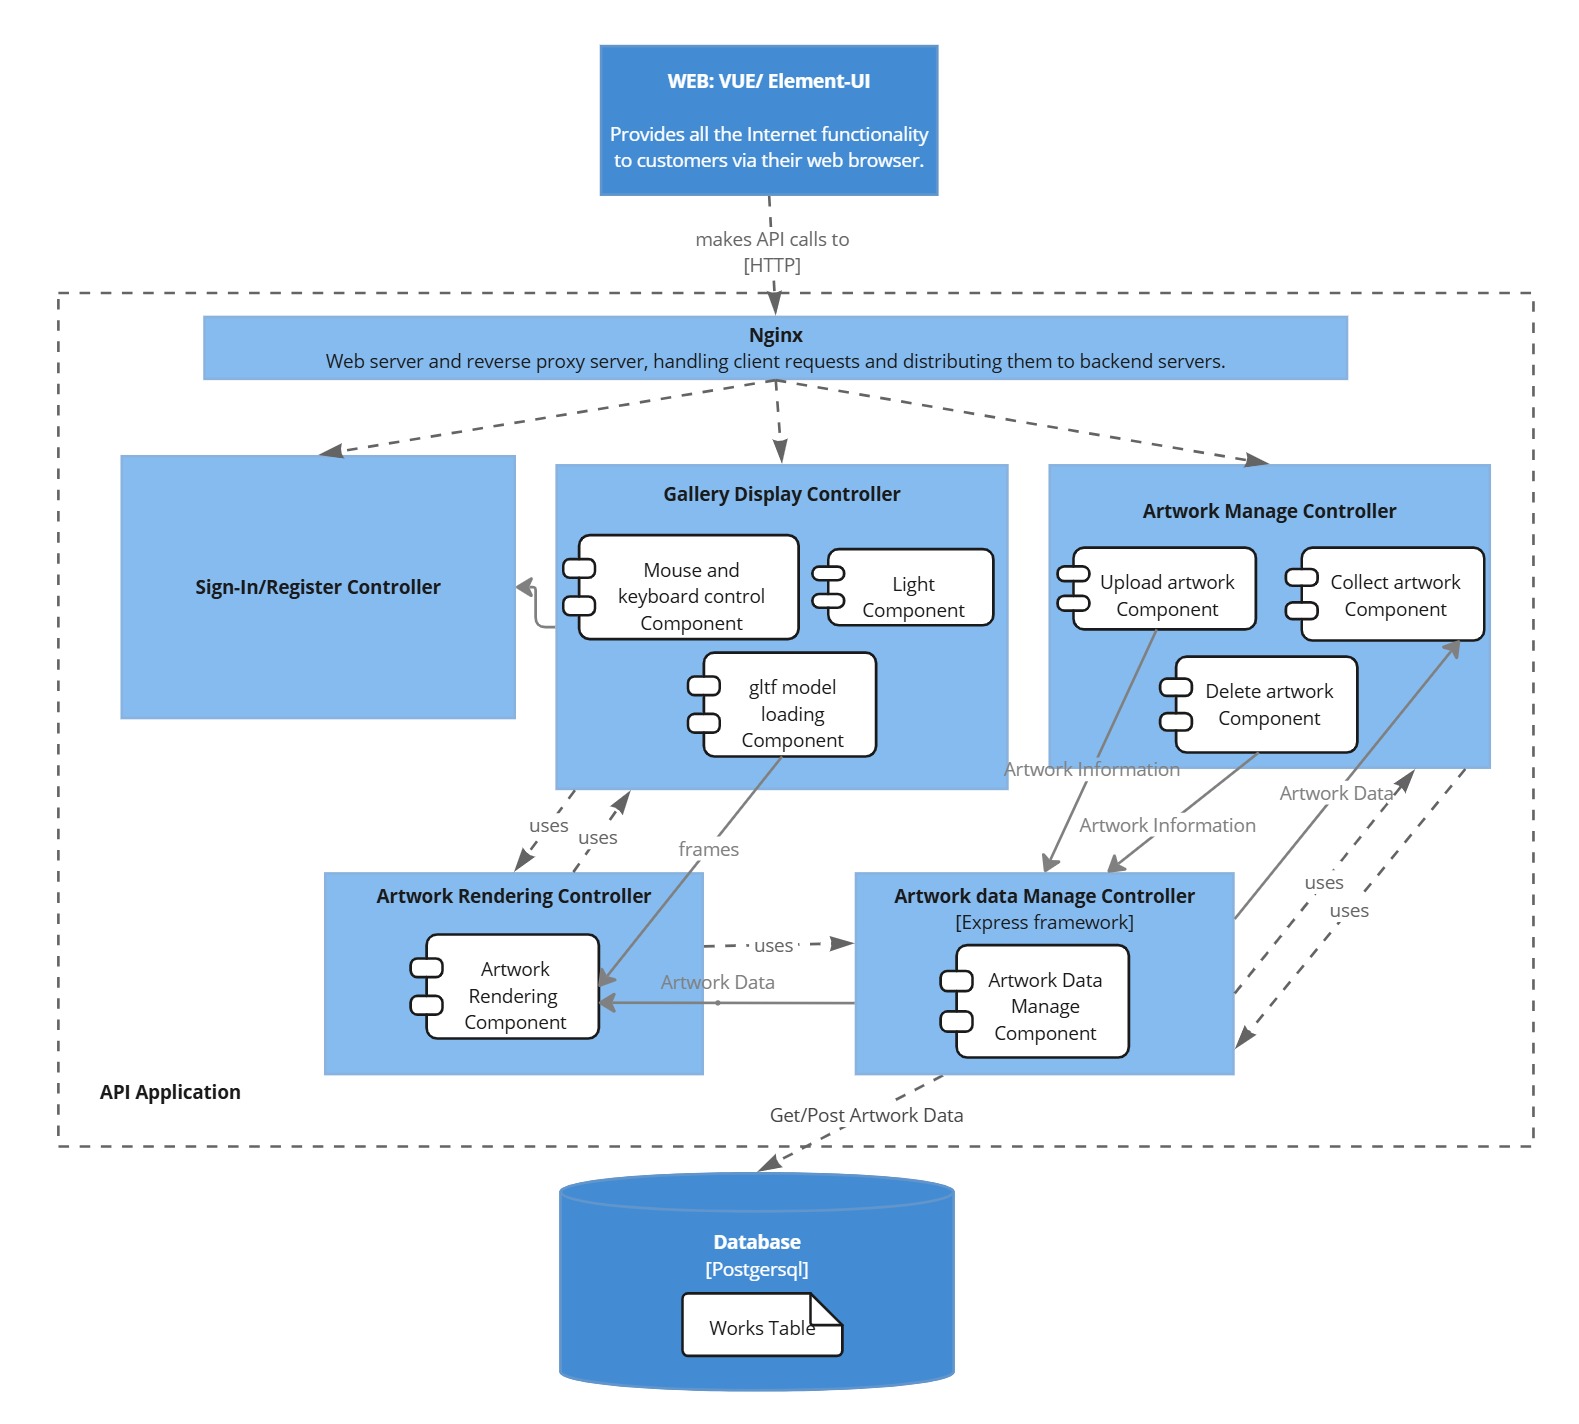 WEB: VUE/ Element-UI
Provides all the Internet functionality
to customers via their web browser.
makes API calls to
[HTTP]
Nginx
Web server and reverse proxy server, handling client requests and distributing them to backend servers.
Sign-In/Register Controller
Gallery Display Controller
Mouse and
keyboard control
Component
Light
Component
gltf model
loading
Component
Artwork Manage Controller
Upload artwork
Component
Collect artwork
Component
Delete artwork
Component
Artwork Information
Artwork Information
Artwork Data
uses
uses
frames
uses
uses
Artwork Rendering Controller
Artwork
Rendering
Component
uses
Artwork Data
Artwork data Manage Controller
[Express framework]
Artwork Data
Manage
Component
API Application
Get/Post Artwork Data
Database
[Postgersql]
Works Table